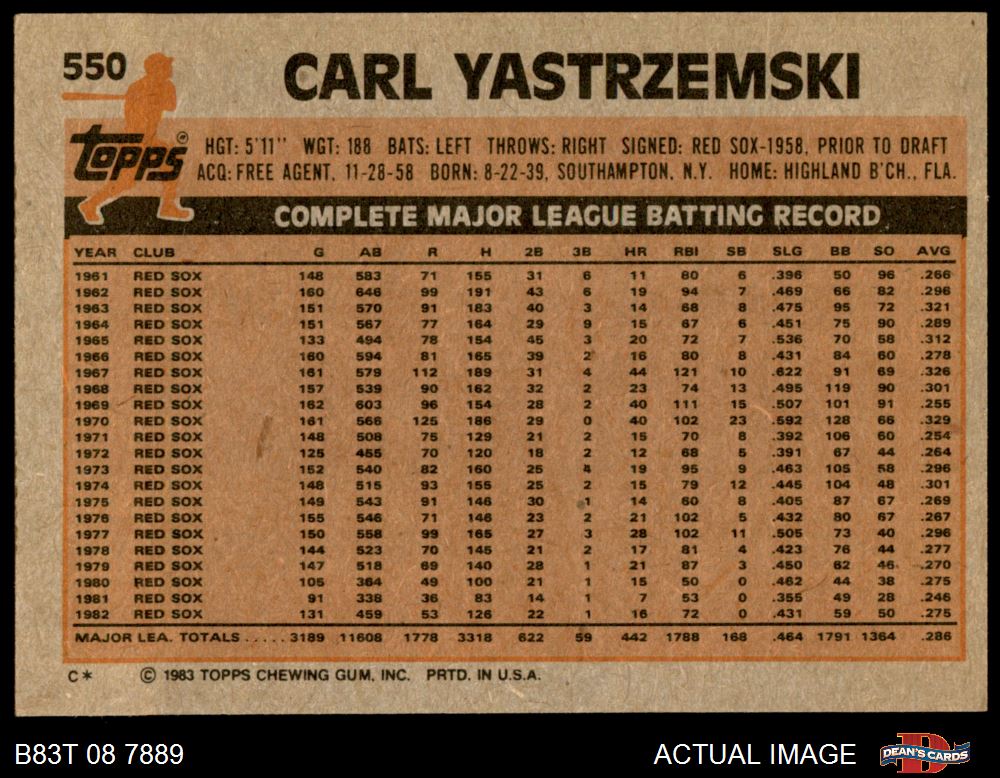 550 CARL YASTRZEMSKI
Topps ® HGT: 5'11'' WGT: 188 BATS: LEFT THROWS: RIGHT SIGNED: RED SOX-1958, PRIOR TO DRAFT
ACQ: FREE AGENT, 11-28-58 BORN: 8-22-39, SOUTHAMPTON, N.Y. HOME: HIGHLAND B'CH., FLA.
COMPLETE MAJOR LEAGUE BATTING RECORD
YEAR CLUB G AB R H 2B 3B HR RBI SB SLG BB SO AVG
1961 RED SOX 148 583 71 155 31 6 11 80 6 .396 50 96 .266
1962 RED SOX 160 646 99 191 43 6 19 94 7 .469 66 82 .296
1963 RED SOX 151 570 91 183 40 3 14 68 8 .475 95 72 .321
1964 RED SOX 151 567 77 164 29 9 15 67 6 .451 75 90 .289
1965 RED SOX 133 494 78 154 45 3 20 72 7 .536 70 58 .312
1966 RED SOX 160 594 81 165 39 2 16 80 8 .431 84 60 .278
1967 RED SOX 161 579 112 189 31 4 44 121 10 .622 91 69 .326
1968 RED SOX 157 539 90 162 32 2 23 74 13 .495 119 90 .301
1969 RED SOX 162 603 96 154 28 2 40 111 15 .507 101 91 .255
1970 RED SOX 161 566 125 186 29 0 40 102 23 .592 128 66 .329
1971 RED SOX 148 508 75 129 21 2 15 70 8 .392 106 60 .254
1972 RED SOX 125 455 70 120 18 2 12 68 5 .391 67 44 .264
1973 RED SOX 152 540 82 160 25 4 19 95 9 .463 105 58 .296
1974 RED SOX 148 515 93 155 25 2 15 79 12 .445 104 48 .301
1975 RED SOX 149 543 91 146 30 1 14 60 8 .405 87 67 .269
1976 RED SOX 155 546 71 146 23 2 21 102 5 .432 80 67 .267
1977 RED SOX 150 558 99 165 27 3 28 102 11 .505 73 40 .296
1978 RED SOX 144 523 70 145 21 2 17 81 4 .423 76 44 .277
1979 RED SOX 147 518 69 140 28 1 21 87 3 .450 62 46 .270
1980 RED SOX 105 364 49 100 21 1 15 50 0 .462 44 38 .275
1981 RED SOX 91 338 36 83 14 1 7 53 0 .355 49 28 .246
1982 RED SOX 131 459 53 126 22 1 16 72 0 .431 59 50 .275
MAJOR LEA. TOTALS ..... 3189 11608 1778 3318 622 59 442 1788 168 .464 1791 1364 .286
C* © 1983 TOPPS CHEWING GUM, INC. PRTD. IN U.S.A.
B83T 08 7889 ACTUAL IMAGE D DEAN'S CARDS